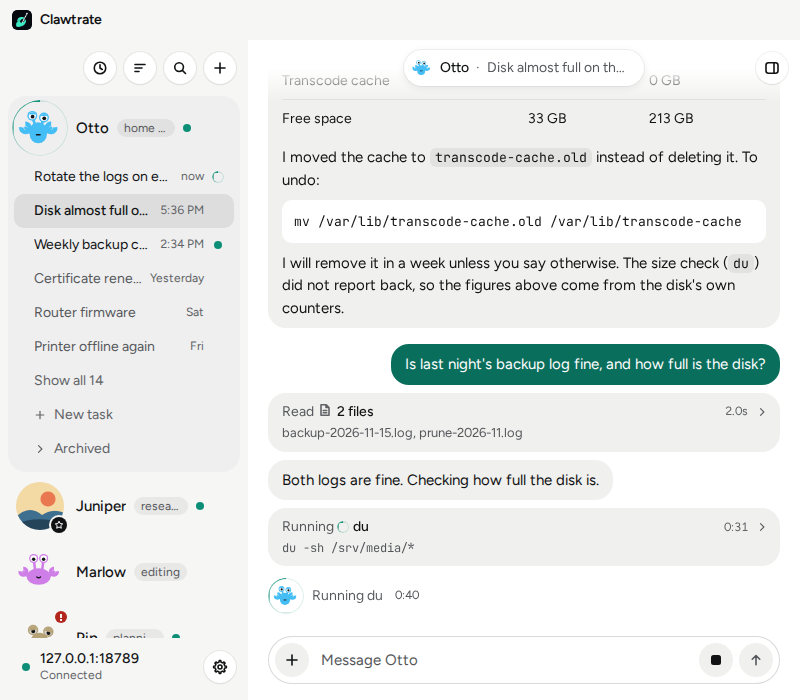 Clawtrate
Otto home ...
Rotate the logs on e... now
Disk almost full o... 5:36 PM
Weekly backup c... 2:34 PM
Certificate rene... Yesterday
Router firmware Sat
Printer offline again Fri
Show all 14
New task
Archived
Juniper resea...
Marlow editing
Pip planni...
127.0.0.1:18789
Connected
Otto · Disk almost full on th...
Transcode cache 0 GB
Free space 33 GB 213 GB
I moved the cache to transcode-cache.old instead of deleting it. To
undo:
mv /var/lib/transcode-cache.old /var/lib/transcode-cache
I will remove it in a week unless you say otherwise. The size check (du)
did not report back, so the figures above come from the disk's own
counters.
Is last night's backup log fine, and how full is the disk?
Read 2 files 2.0s
backup-2026-11-15.log, prune-2026-11.log
Both logs are fine. Checking how full the disk is.
Running du 0:31
du -sh /srv/media/*
Running du 0:40
Message Otto